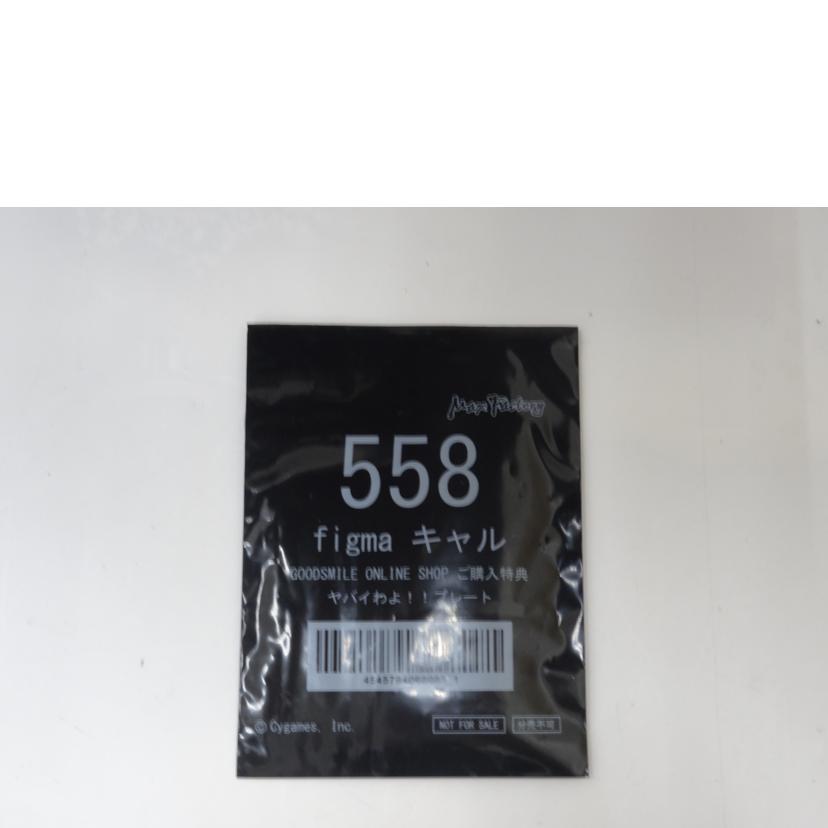 Max Factory
558
figma キャル
GOODSMILE ONLINE SHOP ご購入特典
ヤバイわよ!!プレート
© Cygames, Inc.
NOT FOR SALE
分売不可